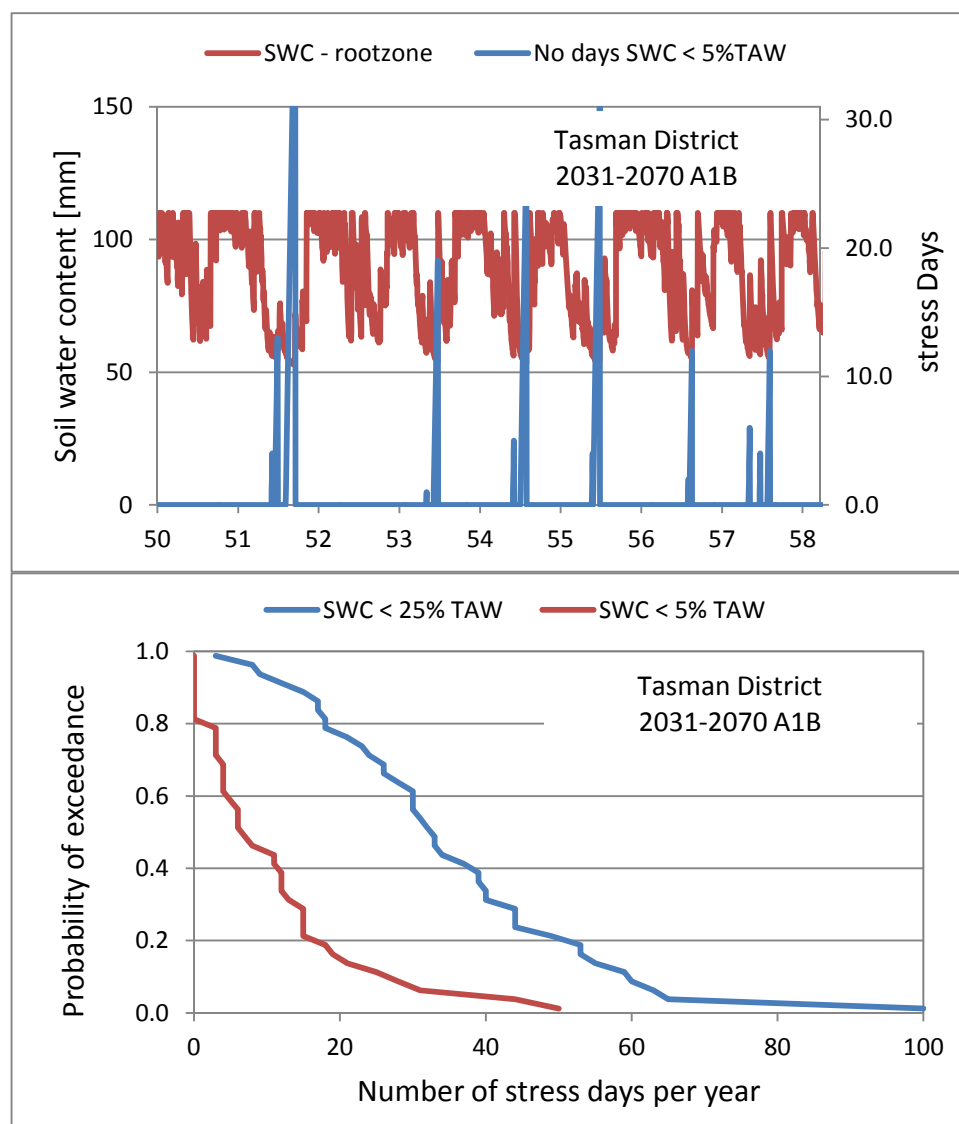 SWC - rootzone No days SWC < 5%TAW
150
100
50
0
Soil water content [mm]
30.0
20.0
10.0
0.0
stress Days
Tasman District
2031-2070 A1B
50 51 52 53 54 55 56 57 58
SWC < 25% TAW SWC < 5% TAW
1.0
0.8
0.6
0.4
0.2
0.0
Probability of exceedance
Tasman District
2031-2070 A1B
0 20 40 60 80 100
Number of stress days per year